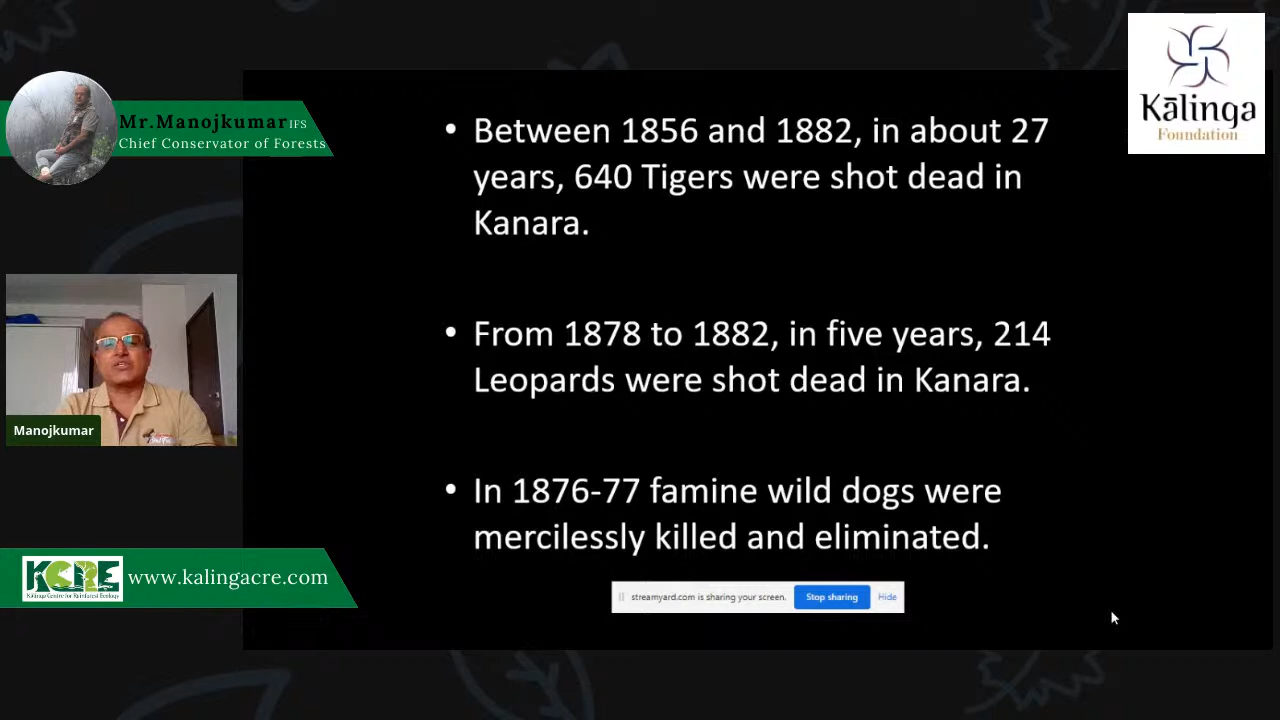 Mr.Manojkumar IFS
Chief Conservator of Forests
Kālinga
Foundation
• Between 1856 and 1882, in about 27
years, 640 Tigers were shot dead in
Kanara.
• From 1878 to 1882, in five years, 214
Leopards were shot dead in Kanara.
• In 1876-77 famine wild dogs were
mercilessly killed and eliminated.
Manojkumar
KCRE
Kalinga Centre for Rainforest Ecology
www.kalingacre.com
streamyard.com is sharing your screen.
Stop sharing
Hide